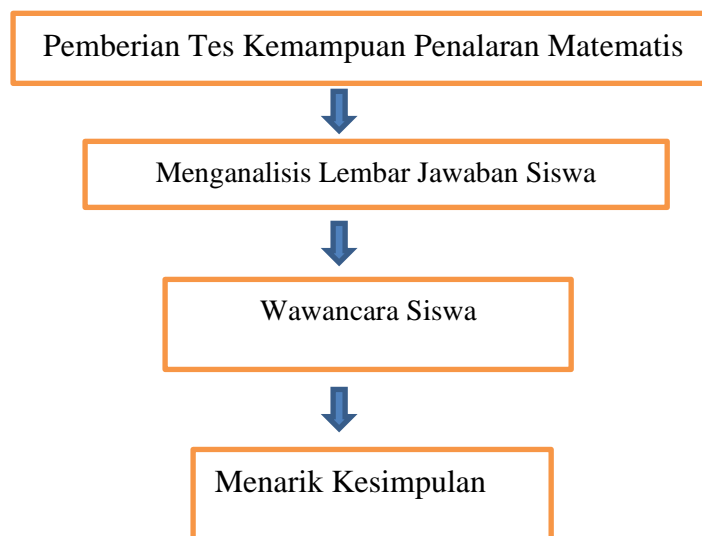 Pemberian Tes Kemampuan Penalaran Matematis
Menganalisis Lembar Jawaban Siswa
Wawancara Siswa
Menarik Kesimpulan